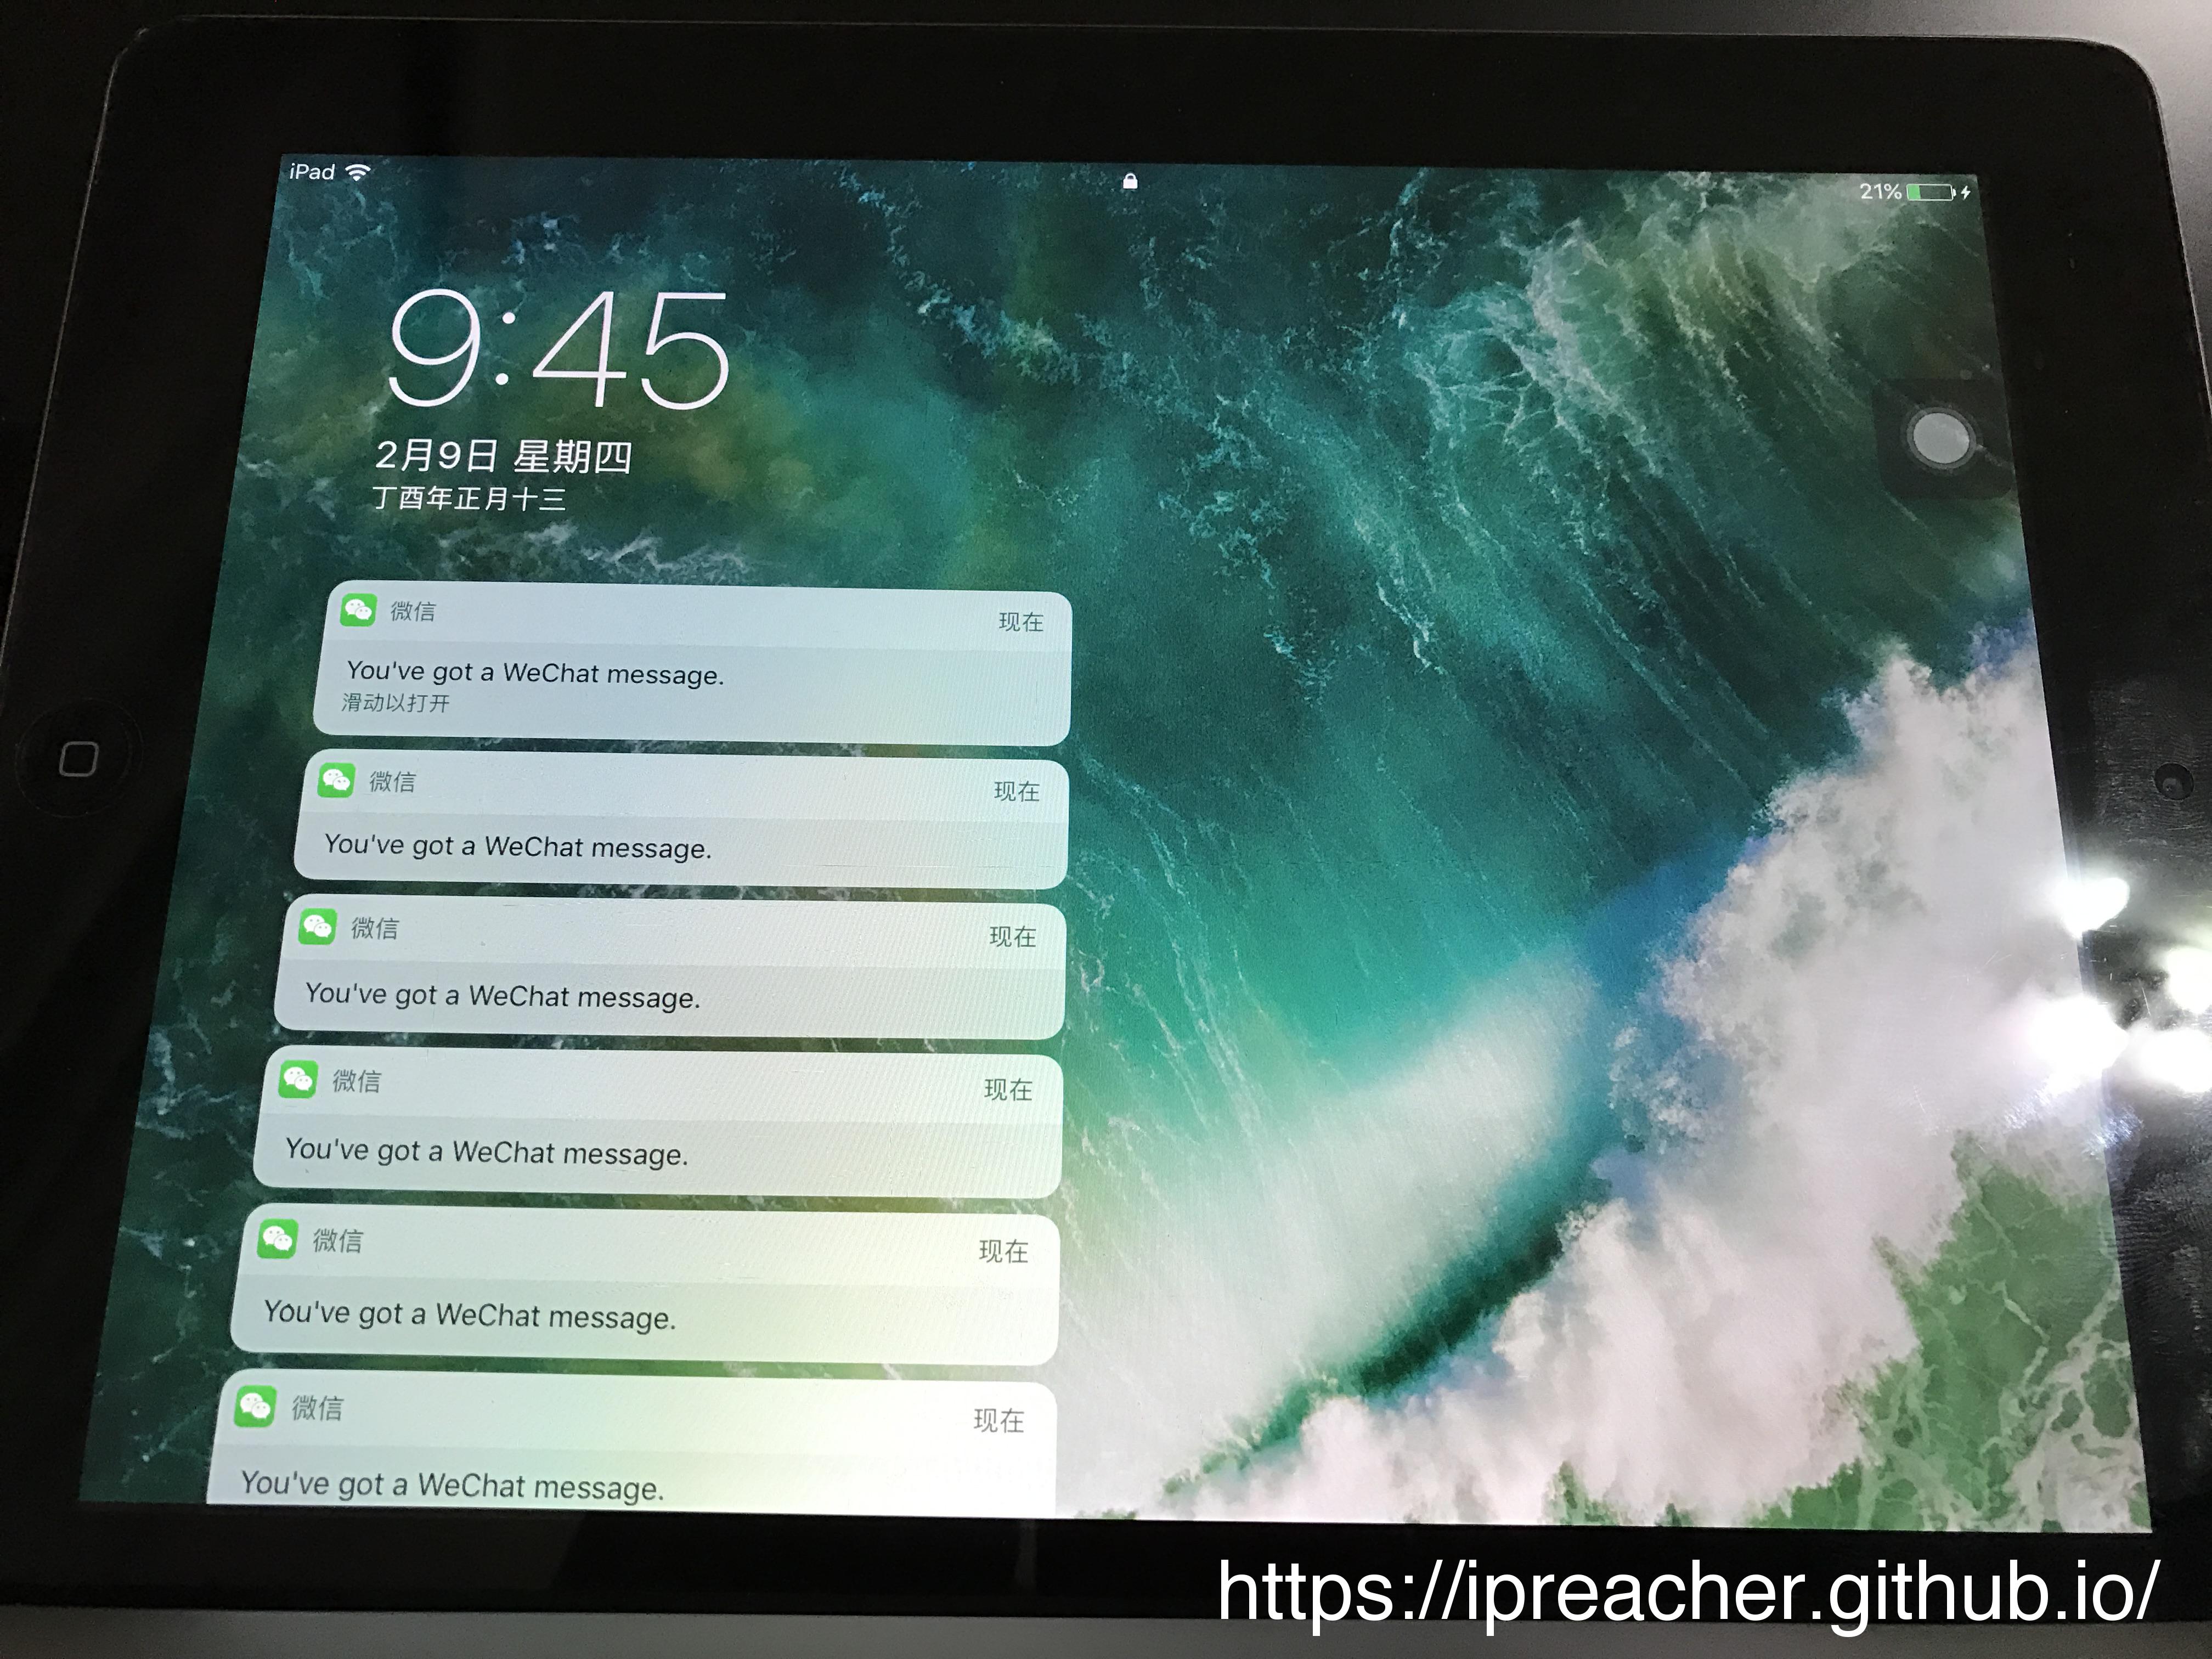 iPad
21%
9:45
2月9日 星期四
丁酉年正月十三
微信 现在
You've got a WeChat message.
滑动以打开
微信 现在
You've got a WeChat message.
微信 现在
You've got a WeChat message.
微信 现在
You've got a WeChat message.
微信 现在
You've got a WeChat message.
微信 现在
You've got a WeChat message.
https://ipreacher.github.io/